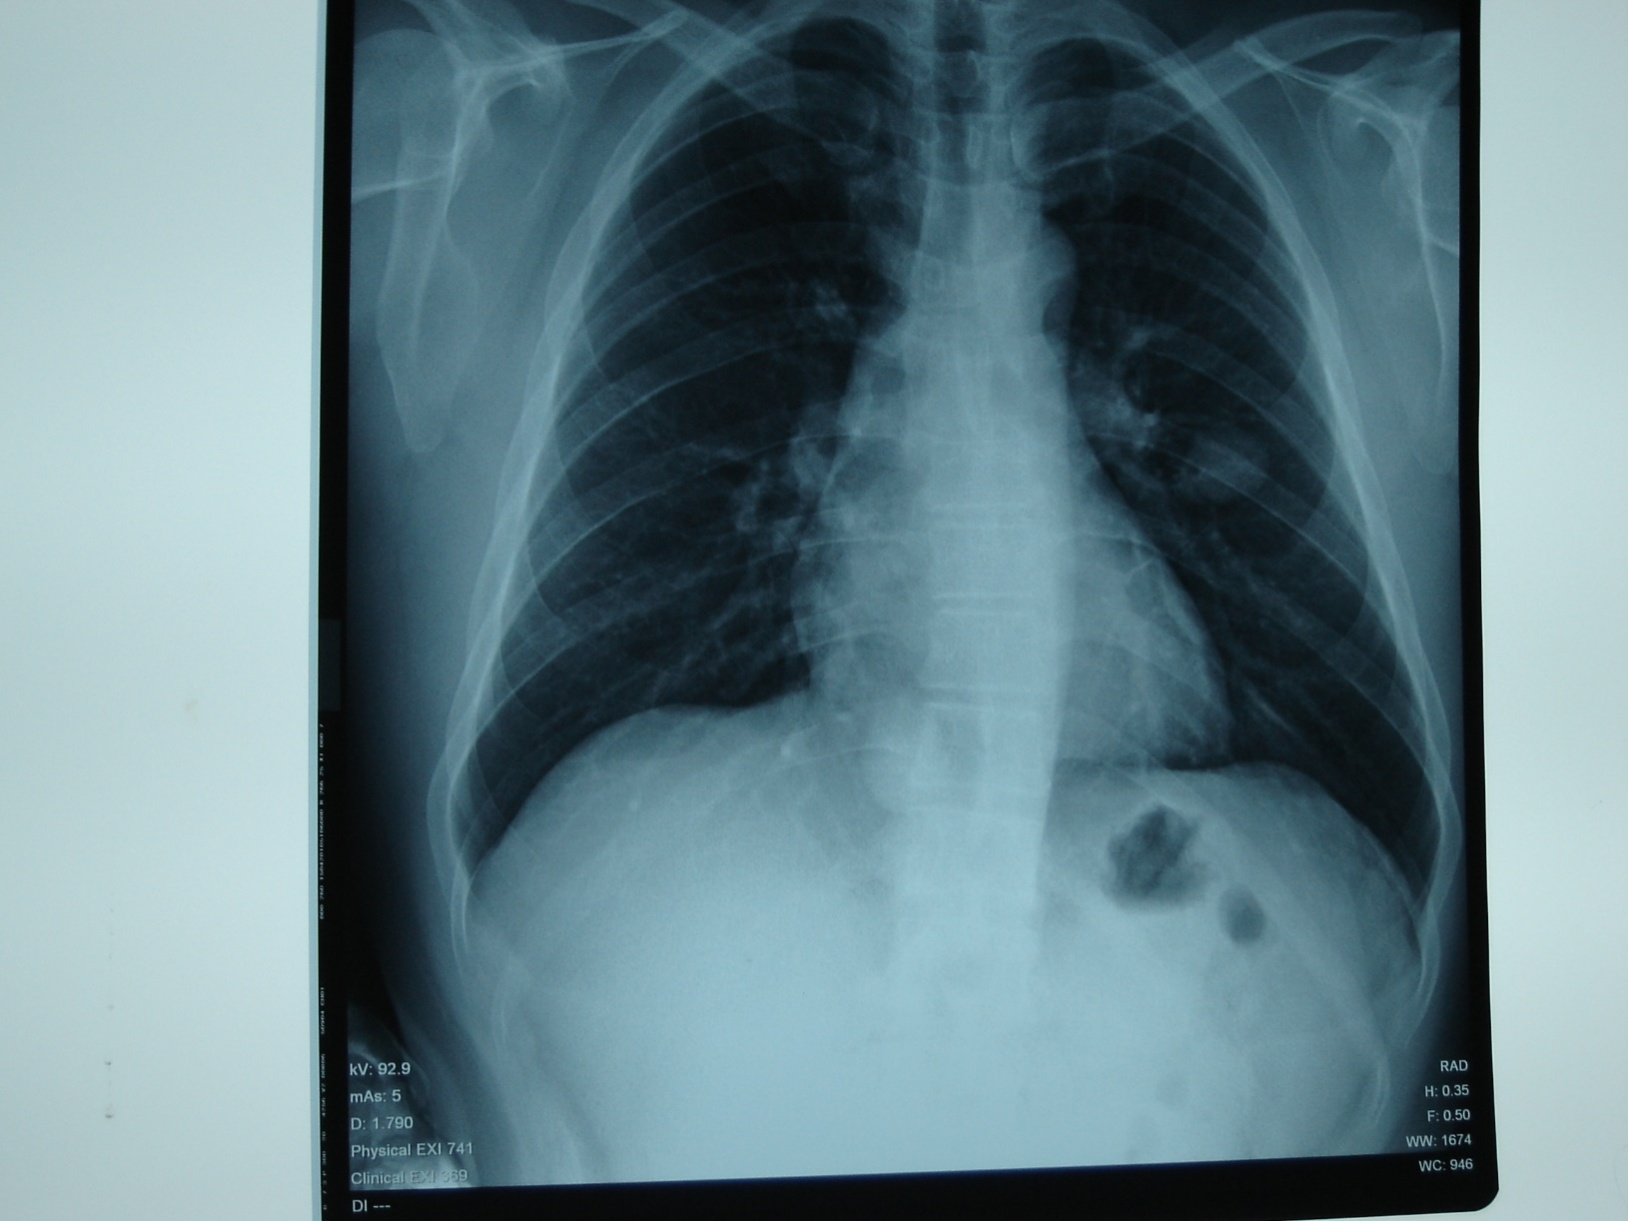 kV: 92.9
mAs: 5
D: 1.790
Physical EXI 741
Clinical EXI 369
DI ---
RAD
H: 0.35
F: 0.50
WW: 1674
WC: 946